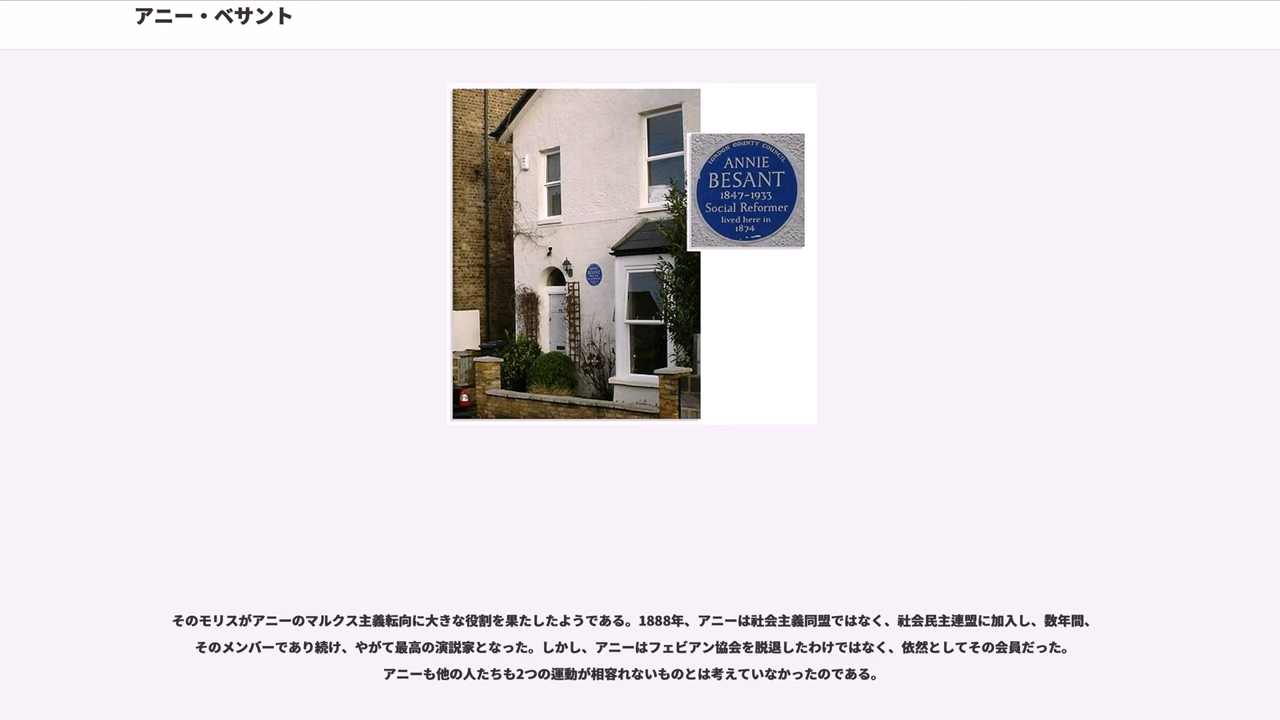 アニー・ベサント
LONDON COUNTY COUNCIL
ANNIE
BESANT
1847-1933
Social Reformer
lived here in
1874
そのモリスがアニーのマルクス主義転向に大きな役割を果たしたようである。1888年、アニーは社会主義同盟ではなく、社会民主連盟に加入し、数年間、
そのメンバーであり続け、やがて最高の演説家となった。しかし、アニーはフェビアン協会を脱退したわけではなく、依然としてその会員だった。
アニーも他の人たちも2つの運動が相容れないものとは考えていなかったのである。